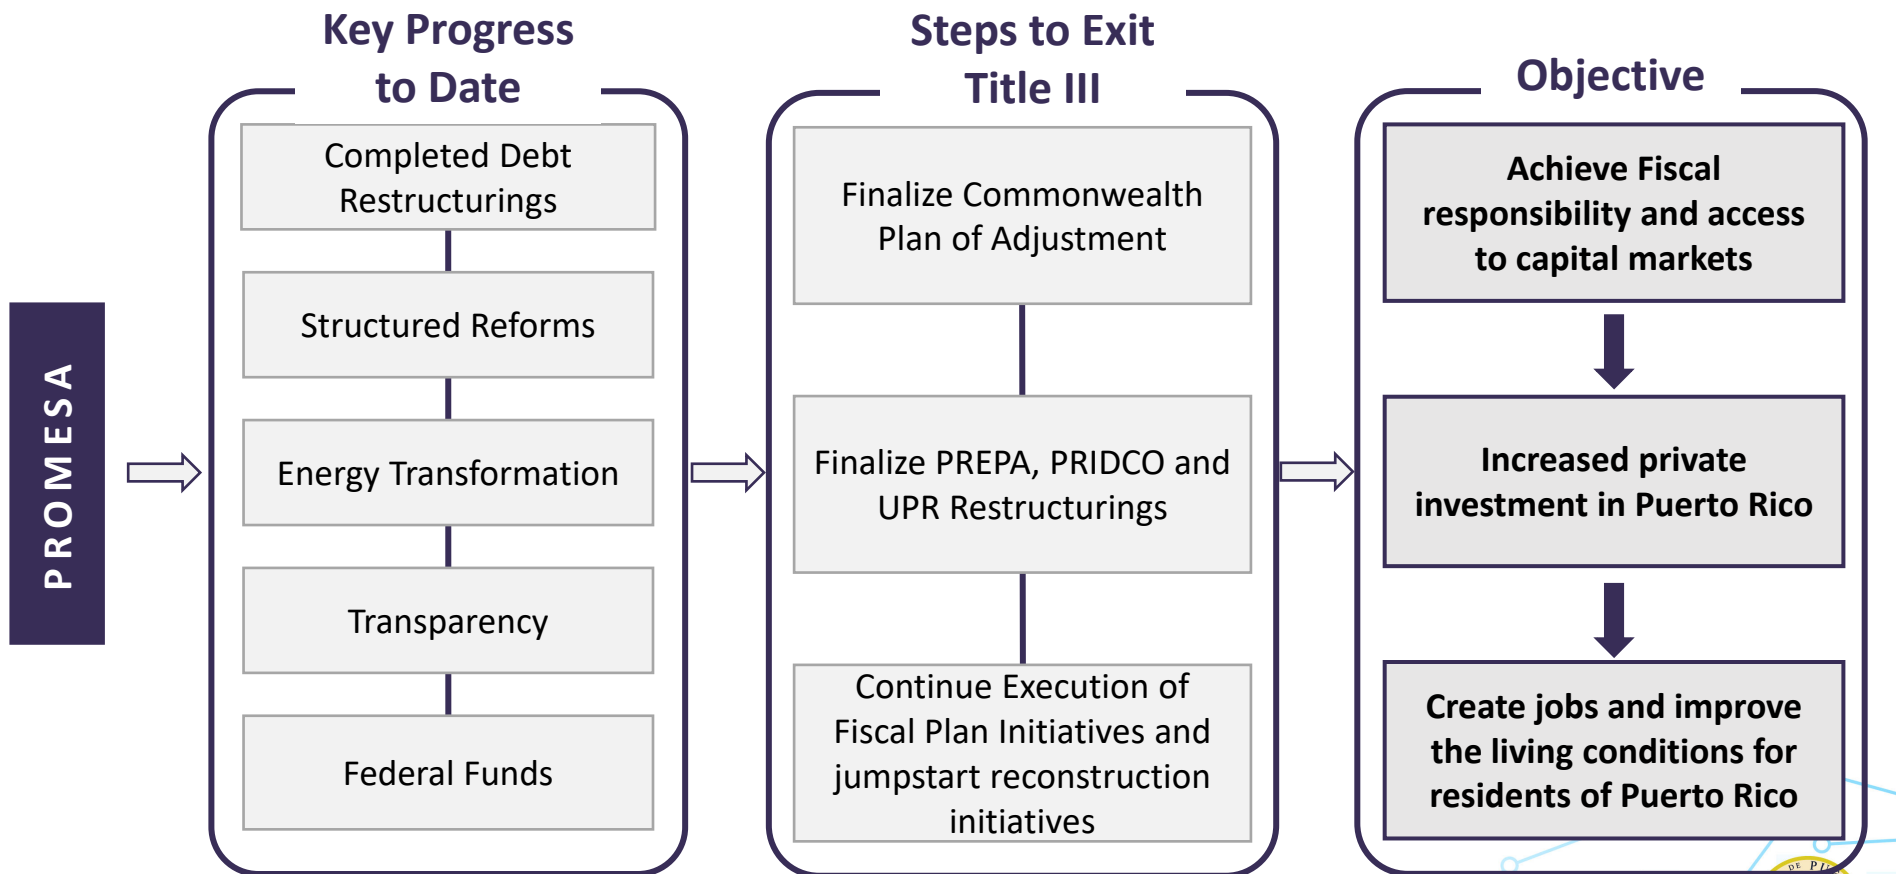 PROMESA
Key Progress
to Date
Completed Debt
Restructurings
Structured Reforms
Energy Transformation
Transparency
Federal Funds
Steps to Exit
Title III
Finalize Commonwealth
Plan of Adjustment
Finalize PREPA, PRIDCO and
UPR Restructurings
Continue Execution of
Fiscal Plan Initiatives and
jumpstart reconstruction
initiatives
Objective
Achieve Fiscal
responsibility and access
to capital markets
Increased private
investment in Puerto Rico
Create jobs and improve
the living conditions for
residents of Puerto Rico
DE